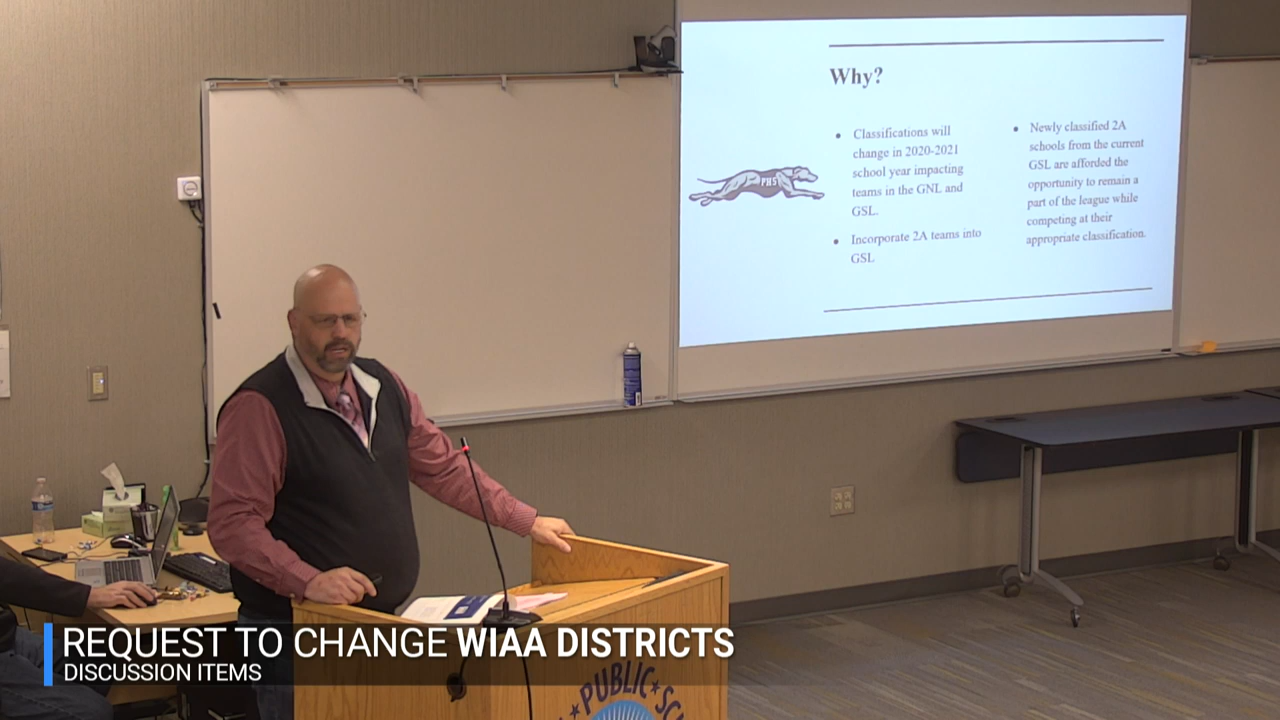 Why?
Classifications will
change in 2020-2021
school year impacting
teams in the GNL and
GSL.
Incorporate 2A teams into
GSL
Newly classified 2A
schools from the current
GSL are afforded the
opportunity to remain a
part of the league while
competing at their
appropriate classification.
PHS
REQUEST TO CHANGE WIAA DISTRICTS
DISCUSSION ITEMS
PUBLIC